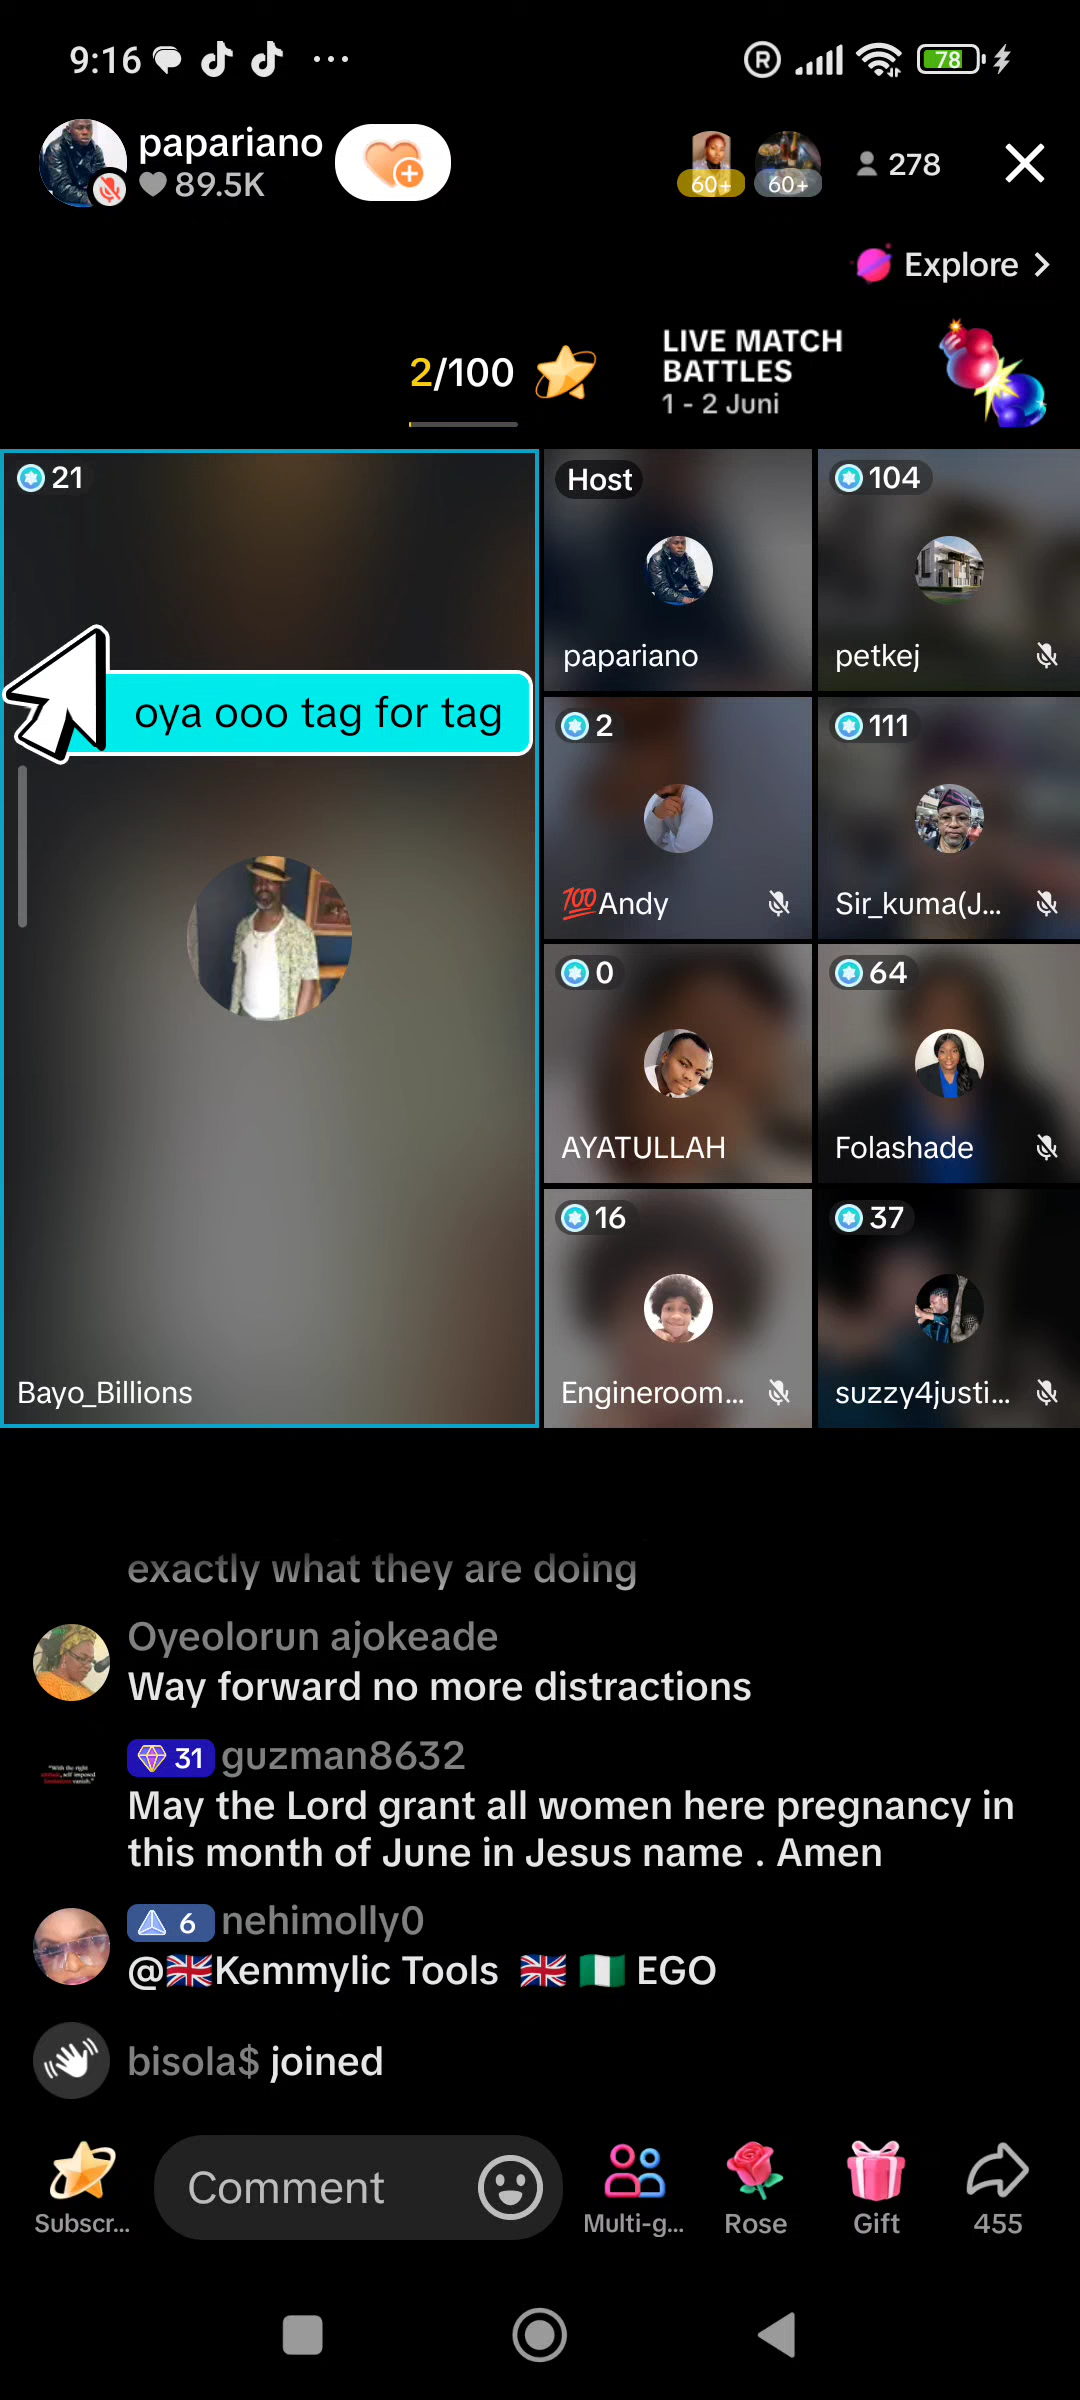 9:16
78
papariano
89.5K
60+
60+
278
Explore
2/100
LIVE MATCH
BATTLES
1 - 2 Juni
21
oya ooo tag for tag
Bayo_Billions
Host
papariano
104
petkej
2
💯Andy
111
Sir_kuma(J...
0
AYATULLAH
64
Folashade
16
Engineroom...
37
suzzy4justi...
exactly what they are doing
Oyeolorun ajokeade
Way forward no more distractions
31 guzman8632
May the Lord grant all women here pregnancy in
this month of June in Jesus name . Amen
6 nehimolly0
@🇬🇧Kemmylic Tools 🇬🇧 🇳🇬 EGO
bisola$ joined
Subscr...
Comment
Multi-g...
Rose
Gift
455